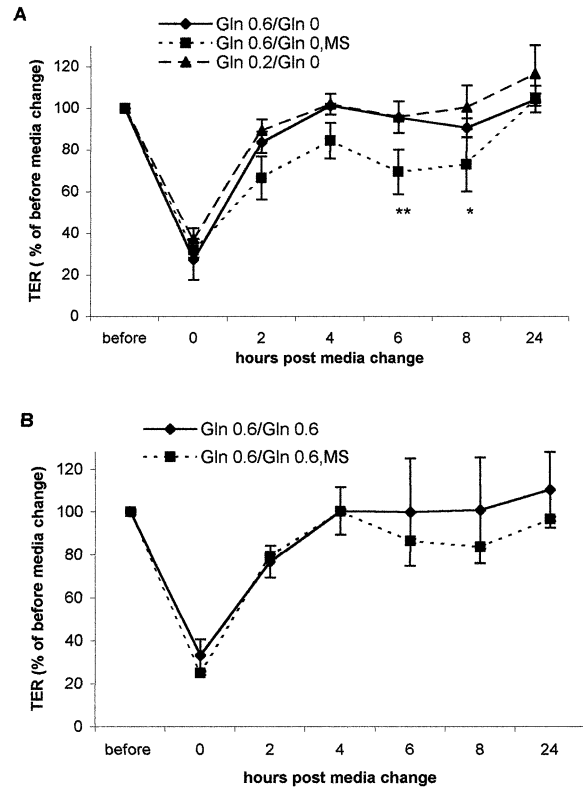 A
Gln 0.6/Gln 0
Gln 0.6/Gln 0,MS
Gln 0.2/Gln 0
TER ( % of before media change)
120
100
80
60
40
20
0
** *
before 0 2 4 6 8 24
hours post media change
B
Gln 0.6/Gln 0.6
Gln 0.6/Gln 0.6,MS
TER (% of before media change)
120
100
80
60
40
20
0
before 0 2 4 6 8 24
hours post media change